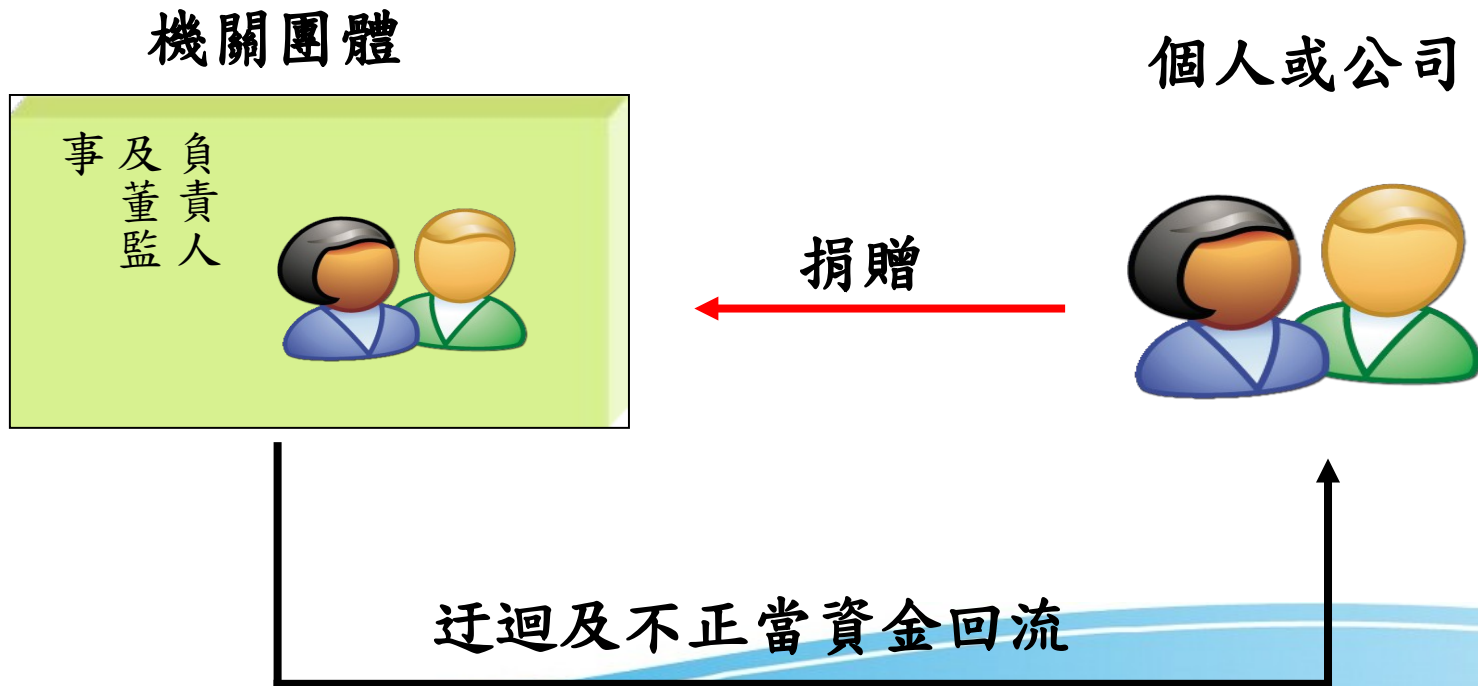 機關團體
個人或公司
負責人
及董監
事
捐贈
迂迴及不正當資金回流